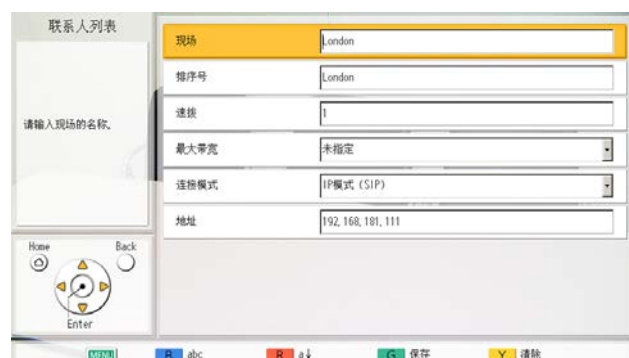 联系人列表
请输入现场的名称。
现场 London
排序号 London
速拨 1
最大带宽 未指定
连接模式 IP模式 (SIP)
地址 192, 168, 181, 111
Home Back
Enter
MENU B abc R a↓ G 保存 Y 清除